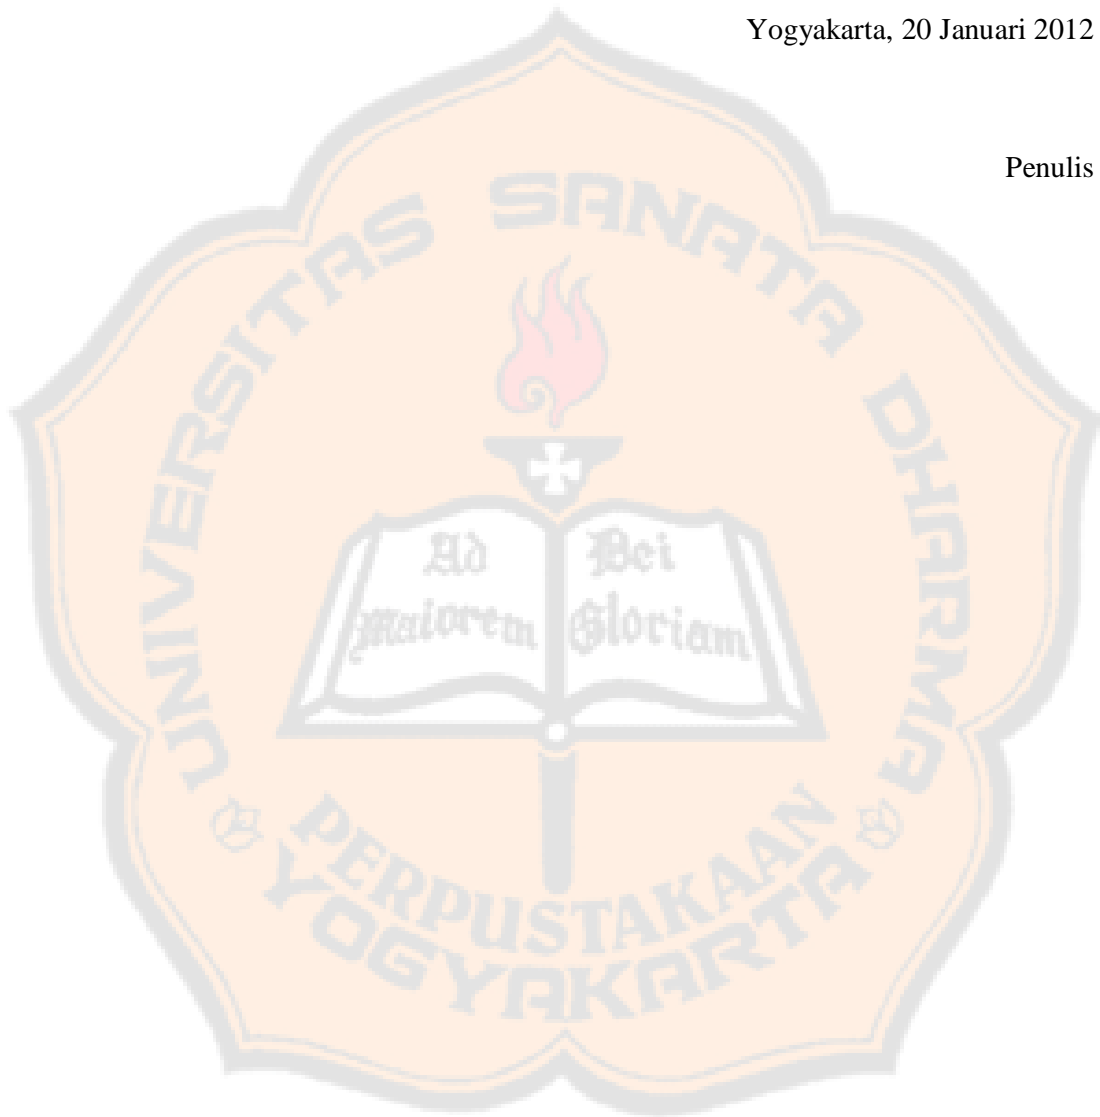 Yogyakarta, 20 Januari 2012
Penulis
UNIVERSITAS SANATA DHARMA
Ad Dei
Maiorem Gloriam
PERPUSTAKAAN
YOGYAKARTA